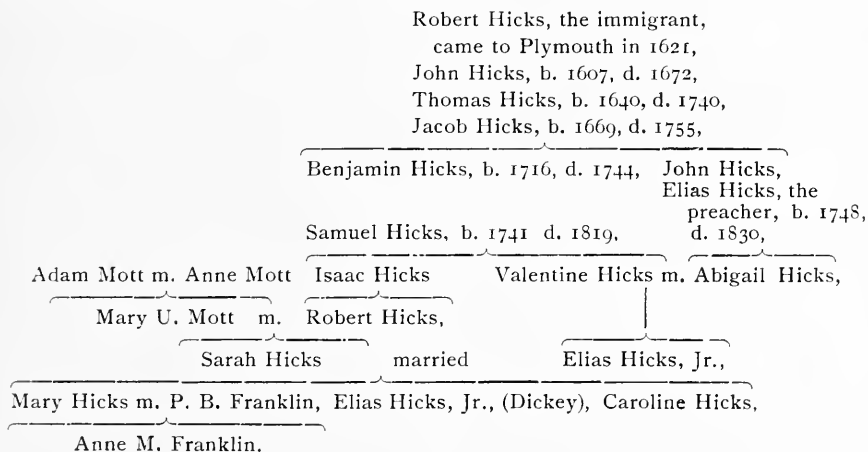 Robert Hicks, the immigrant,
came to Plymouth in 1621,
John Hicks, b. 1607, d. 1672,
Thomas Hicks, b. 1640, d. 1740,
Jacob Hicks, b. 1669, d. 1755,
Benjamin Hicks, b. 1716, d. 1744, John Hicks,
Elias Hicks, the
preacher, b. 1748,
Samuel Hicks, b. 1741 d. 1819, d. 1830,
Adam Mott m. Anne Mott Isaac Hicks Valentine Hicks m. Abigail Hicks,
Mary U. Mott m. Robert Hicks,
Sarah Hicks married Elias Hicks, Jr.,
Mary Hicks m. P. B. Franklin, Elias Hicks, Jr., (Dickey), Caroline Hicks,
Anne M. Franklin.